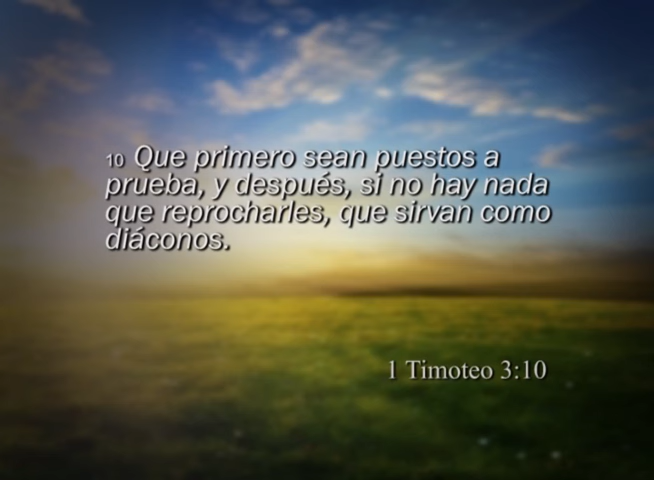 10 Que primero sean puestos a
prueba, y después, si no hay nada
que reprocharles, que sirvan como
diáconos.
1 Timoteo 3:10